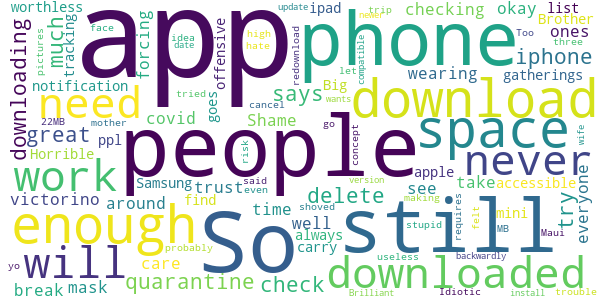 worthless
pictures
much
tracking
forcing
face
idea
date
tried
app
offensive
goes
update
high
hate
cancel
redownload
ipad
let
phone
trip
never
compatible
checking
wearing
okay
iphone
list
Brother
ones
Too
three
gatherings
downloading
notification
need
covid
says
Shame
Big
download
22MB
great
ppl
Horrible
mother
people
risk
said
even
go
concept
space
wife
work
Samsung
trust
delete
apple
see
never
take
accessible
everyone
try
victorino
around
find
time
well
always
carry
version
wants
making
shoved
requires
felt
mini
MB
Maui
enough
probably
So
still
stupid
backwardly
will
yo
care
break
mask
quarantine
check
useless
downloaded
Brilliant
Idiotic
install
trouble